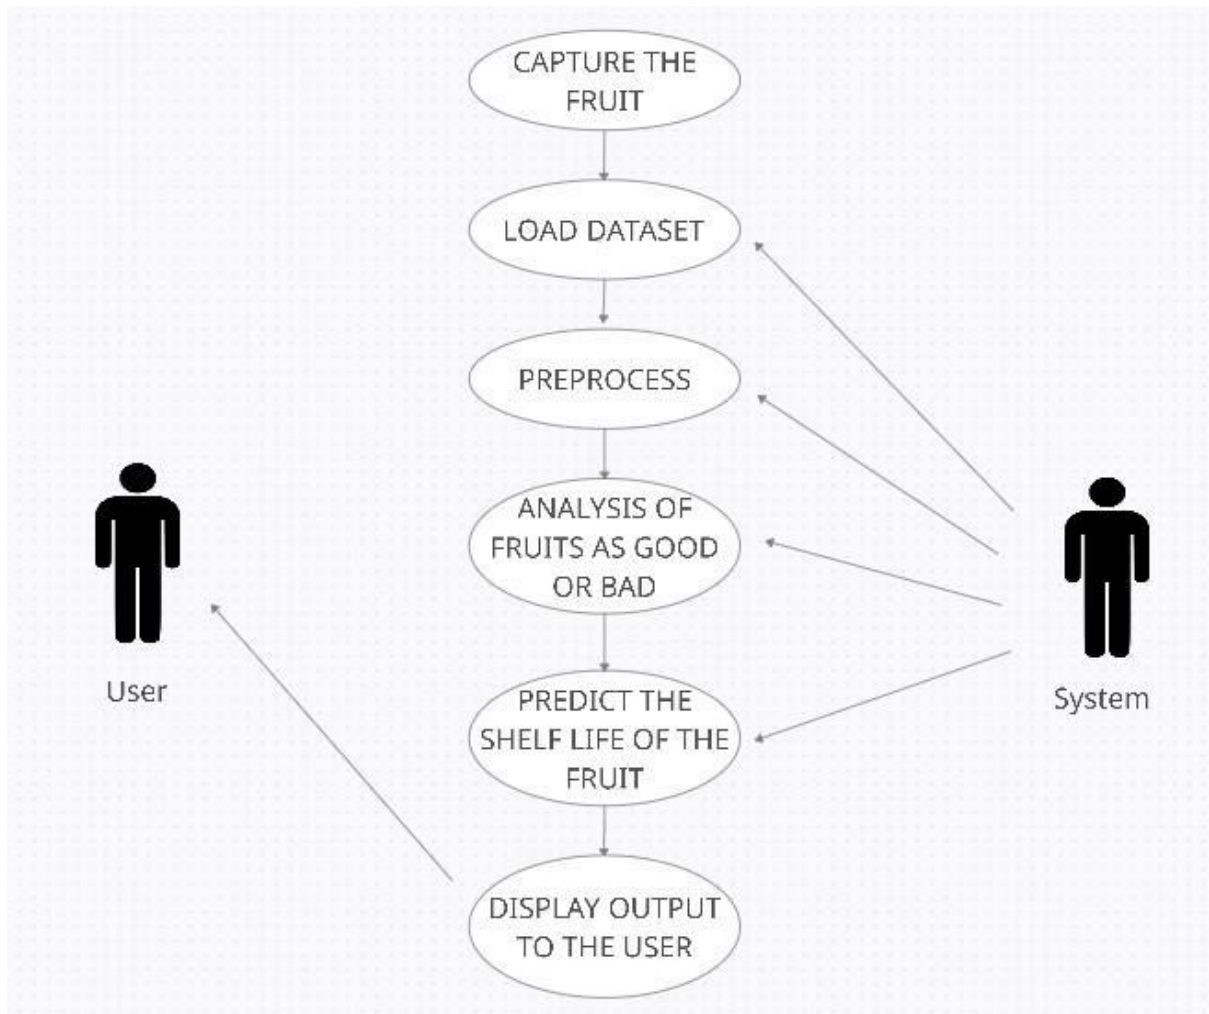 CAPTURE THE
FRUIT
LOAD DATASET
PREPROCESS
ANALYSIS OF
FRUITS AS GOOD
OR BAD
User
System
PREDICT THE
SHELF LIFE OF THE
FRUIT
DISPLAY OUTPUT
TO THE USER